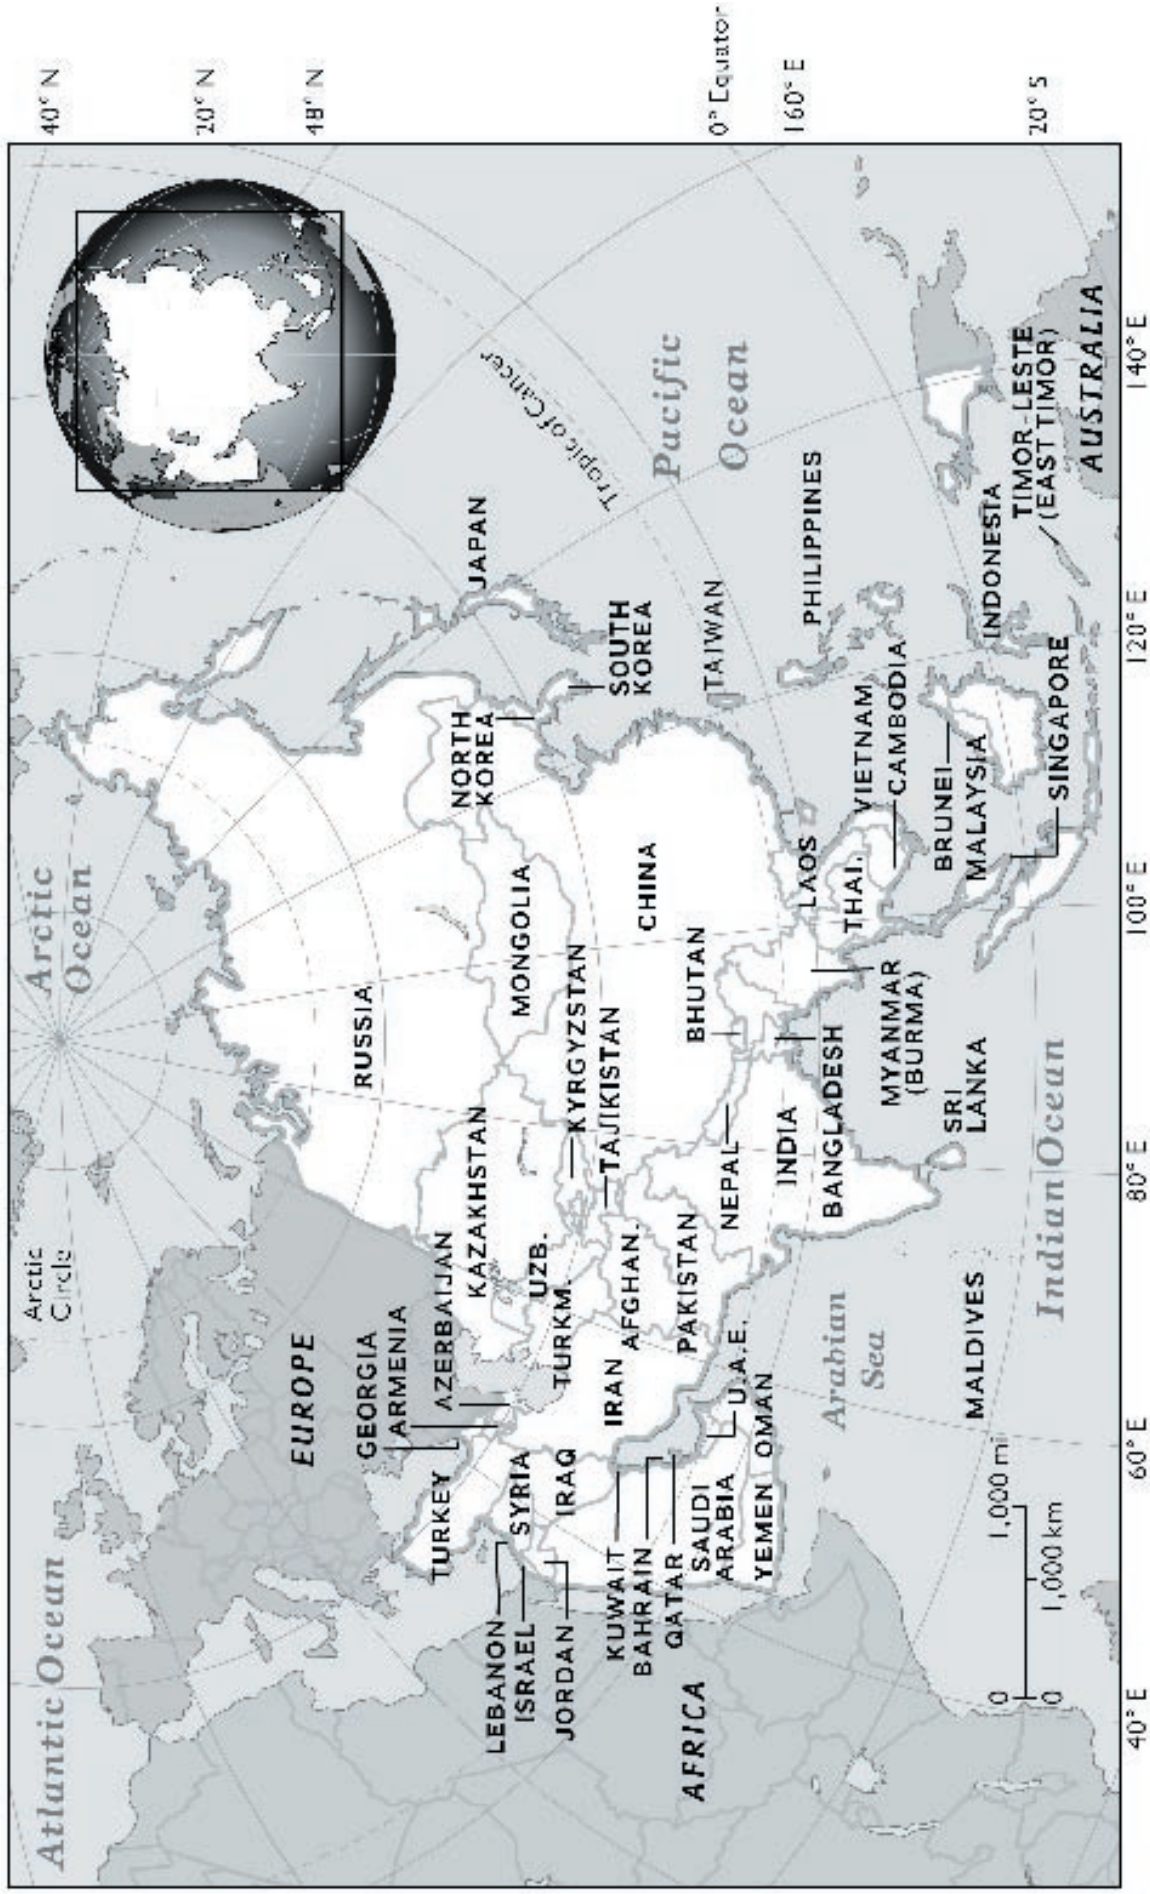 Atlantic Ocean
Arctic
Circle
Arctic
Ocean
40° N
20° N
48° N
0° Equator
160° E
20° S
EUROPE
RUSSIA
GEORGIA
ARMENIA
AZERBAIJAN
KAZAKHSTAN
TURKEY
SYRIA
IRAQ
UZB.
TURKM.
MONGOLIA
KYRGYZSTAN
TAJIKISTAN
NORTH
KOREA
SOUTH
KOREA
JAPAN
Tropic of Cancer
Pacific
Ocean
LEBANON
ISRAEL
JORDAN
KUWAIT
BAHRAIN
QATAR
AFRICA
SAUDI
ARABIA
YEMEN
OMAN
U.A.E.
IRAN
AFGHAN.
PAKISTAN
NEPAL
BHUTAN
CHINA
TAIWAN
INDIA
BANGLADESH
MYANMAR
(BURMA)
LAOS
THAI.
VIETNAM
CAMBODIA
PHILIPPINES
Arabian
Sea
MALDIVES
SRI
LANKA
Indian Ocean
BRUNEI
MALAYSIA
SINGAPORE
INDONESIA
TIMOR-LESTE
(EAST TIMOR)
AUSTRALIA
0 1,000 mi
0 1,000 km
40° E
60° E
80° E
100° E
120° E
140° E